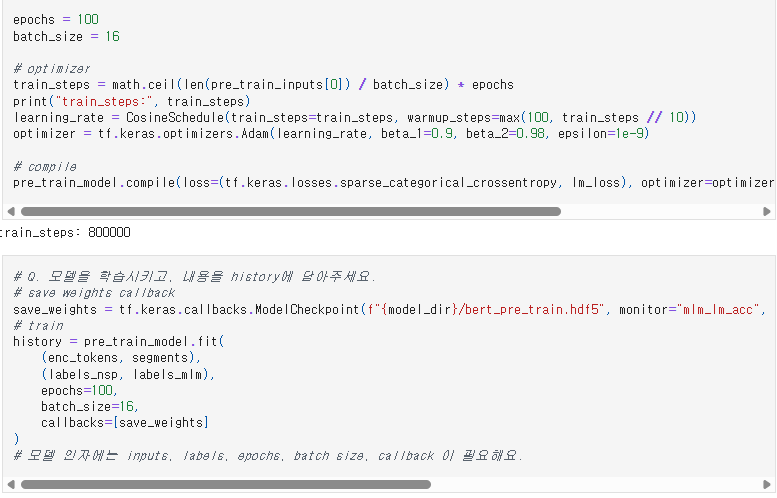 epochs = 100
batch_size = 16
# optimizer
train_steps = math.ceil(len(pre_train_inputs[0]) / batch_size) * epochs
print("train_steps:", train_steps)
learning_rate = CosineSchedule(train_steps=train_steps, warmup_steps=max(100, train_steps // 10))
optimizer = tf.keras.optimizers.Adam(learning_rate, beta_1=0.9, beta_2=0.98, epsilon=1e-9)
# compile
pre_train_model.compile(loss=(tf.keras.losses.sparse_categorical_crossentropy, lm_loss), optimizer=optimizer
train_steps: 800000
# Q. 모델을 학습시키고, 내용을 history에 담아주세요.
# save weights callback
save_weights = tf.keras.callbacks.ModelCheckpoint(f"{model_dir}/bert_pre_train.hdf5", monitor="mlm_lm_acc",
# train
history = pre_train_model.fit(
(enc_tokens, segments),
(labels_nsp, labels_mlm),
epochs=100,
batch_size=16,
callbacks=[save_weights]
)
# 모델 인자에는 inputs, labels, epochs, batch size, callback 이 필요해요.